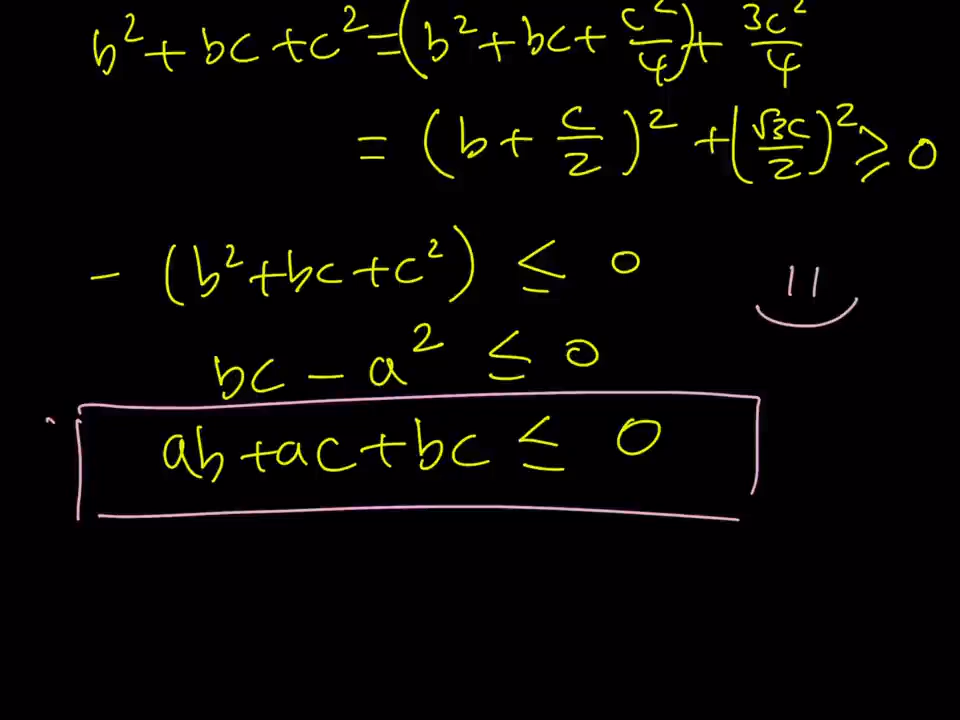 b² + bc + c² = (b² + bc + c²/4) + 3c²/4
= (b + c/2)² + (√3c/2)² ⩾ 0
- (b² + bc + c²) ≤ 0
bc - a² ≤ 0
ab + ac + bc ≤ 0